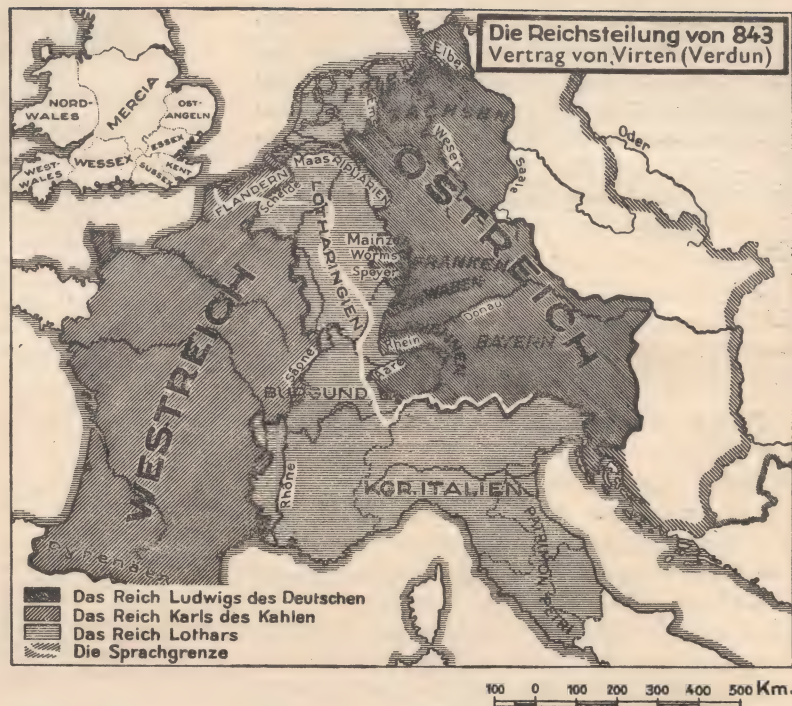 Die Reichsteilung von 843
Vertrag von Virten (Verdun)
NORD-
WALES
MERCIA
OST-
ANGELN
ESSEX
WEST-
WALES
WESSEX
SUSSEX
KENT
Elbe
SACHSEN
Weser
Saale
Oder
FLANDERN
Schelde
Maas
RIPUARIEN
LOTHARINGIEN
OSTREICH
Mainz
Worms
Speyer
FRANKEN
SCHWABEN
Donau
BAYERN
Rhein
Aare
WESTREICH
Saône
BURGUND
Rhône
KGR. ITALIEN
PATRIMONIUM
PETRI
Pyrenäen
Das Reich Ludwigs des Deutschen
Das Reich Karls des Kahlen
Das Reich Lothars
Die Sprachgrenze
100 0 100 200 300 400 500 Km.